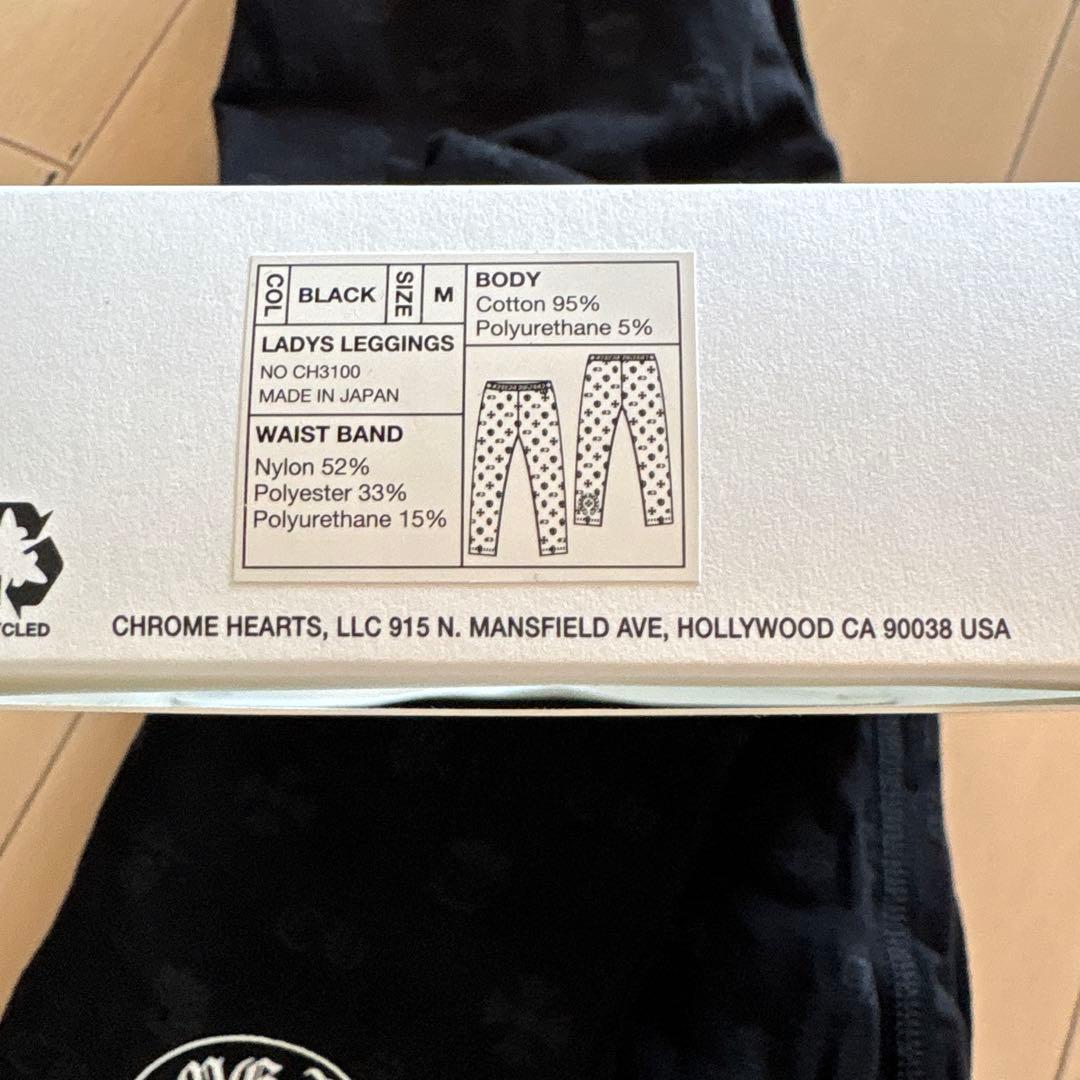 COL BLACK SIZE M
LADYS LEGGINGS
NO CH3100
MADE IN JAPAN
WAIST BAND
Nylon 52%
Polyester 33%
Polyurethane 15%
BODY
Cotton 95%
Polyurethane 5%
CHROME HEARTS, LLC 915 N. MANSFIELD AVE, HOLLYWOOD CA 90038 USA